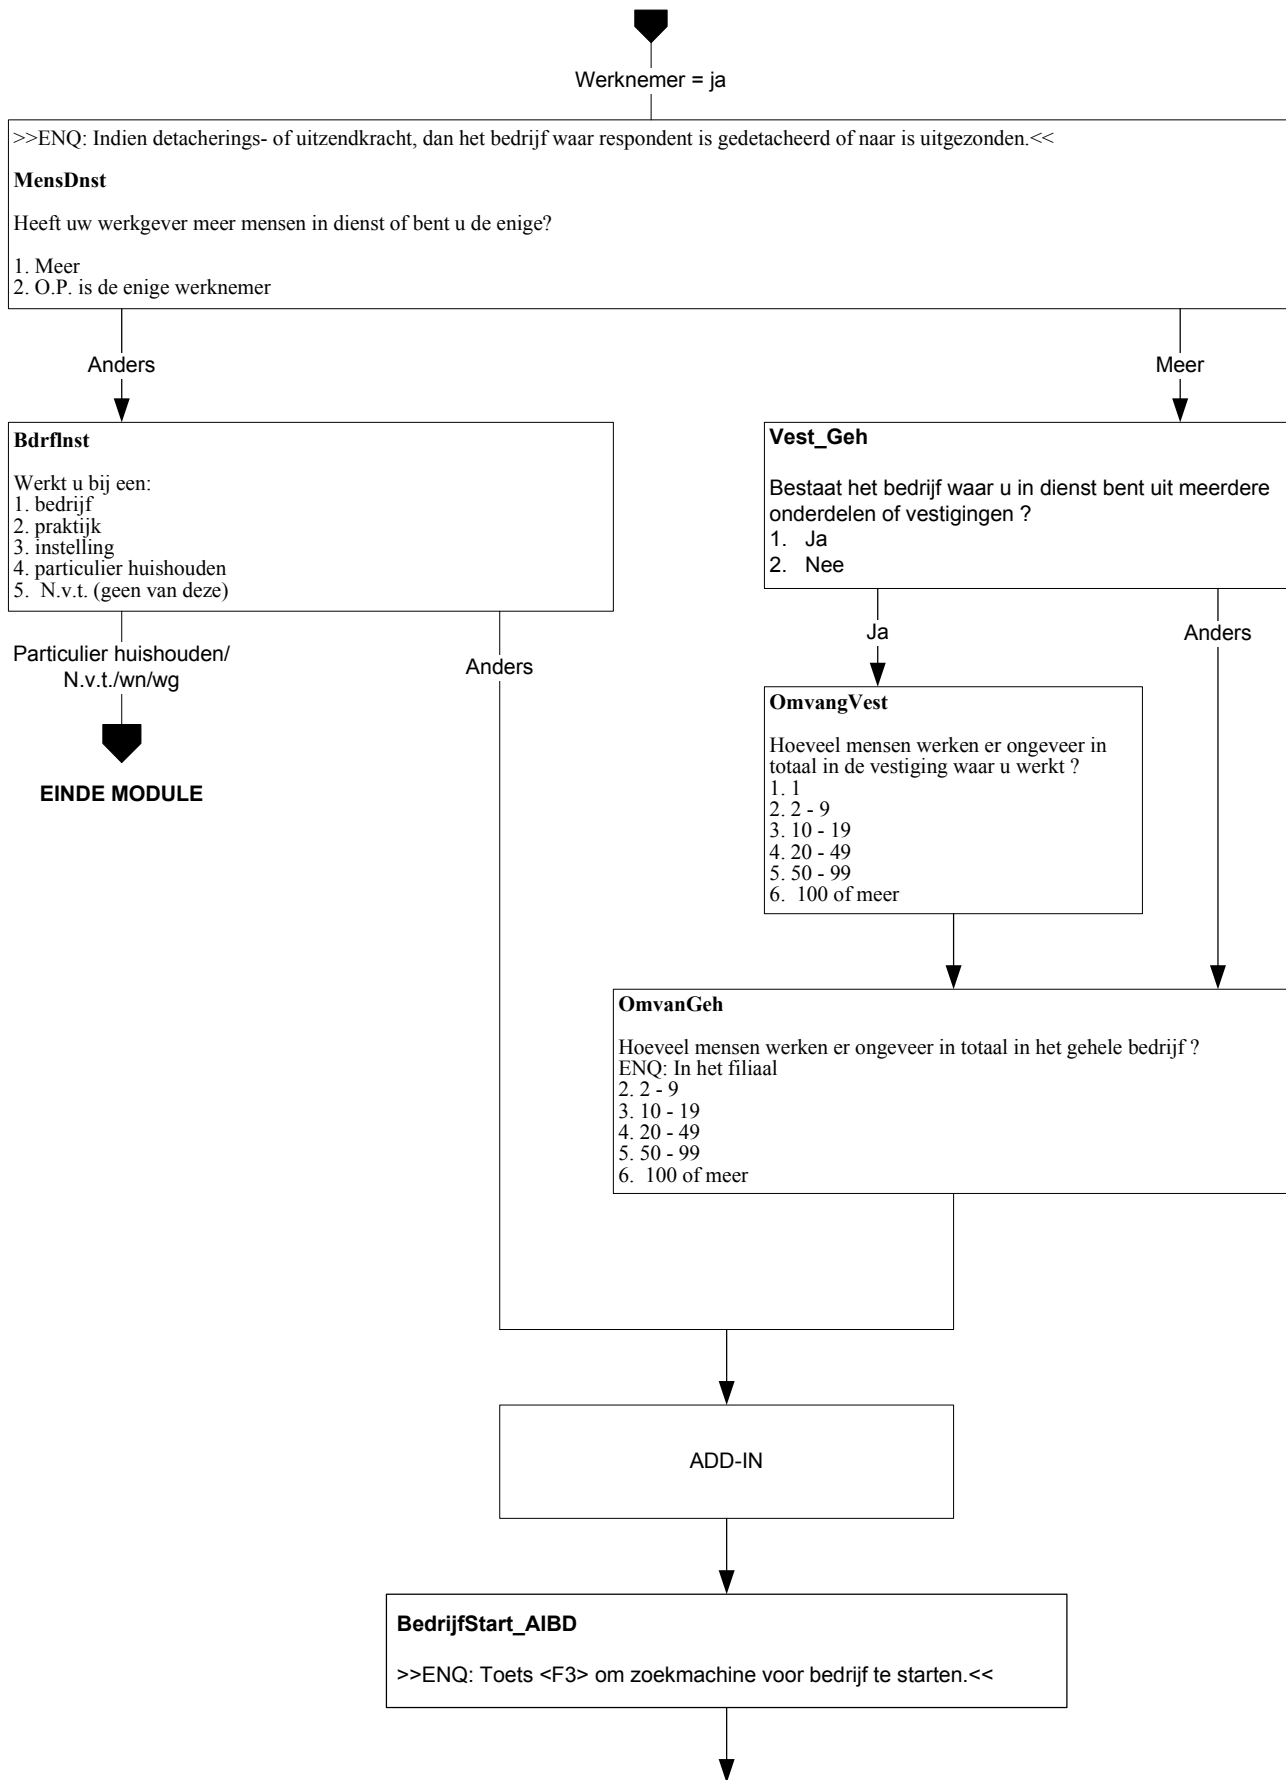 Werknemer = ja
>>ENQ: Indien detacherings- of uitzendkracht, dan het bedrijf waar respondent is gedetacheerd of naar is uitgezonden.<<
MensDnst
Heeft uw werkgever meer mensen in dienst of bent u de enige?
1. Meer
2. O.P. is de enige werknemer
Anders
Meer
BdrfInst
Werkt u bij een:
1. bedrijf
2. praktijk
3. instelling
4. particulier huishouden
5.  N.v.t. (geen van deze)
Vest_Geh
Bestaat het bedrijf waar u in dienst bent uit meerdere
onderdelen of vestigingen ?
1.   Ja
2.   Nee
Particulier huishouden/
N.v.t./wn/wg
Anders
Ja
Anders
EINDE MODULE
OmvangVest
Hoeveel mensen werken er ongeveer in
totaal in de vestiging waar u werkt ?
1. 1
2. 2 - 9
3. 10 - 19
4. 20 - 49
5. 50 - 99
6.  100 of meer
OmvanGeh
Hoeveel mensen werken er ongeveer in totaal in het gehele bedrijf ?
ENQ: In het filiaal
2. 2 - 9
3. 10 - 19
4. 20 - 49
5. 50 - 99
6.  100 of meer
ADD-IN
BedrijfStart_AIBD
>>ENQ: Toets <F3> om zoekmachine voor bedrijf te starten.<<